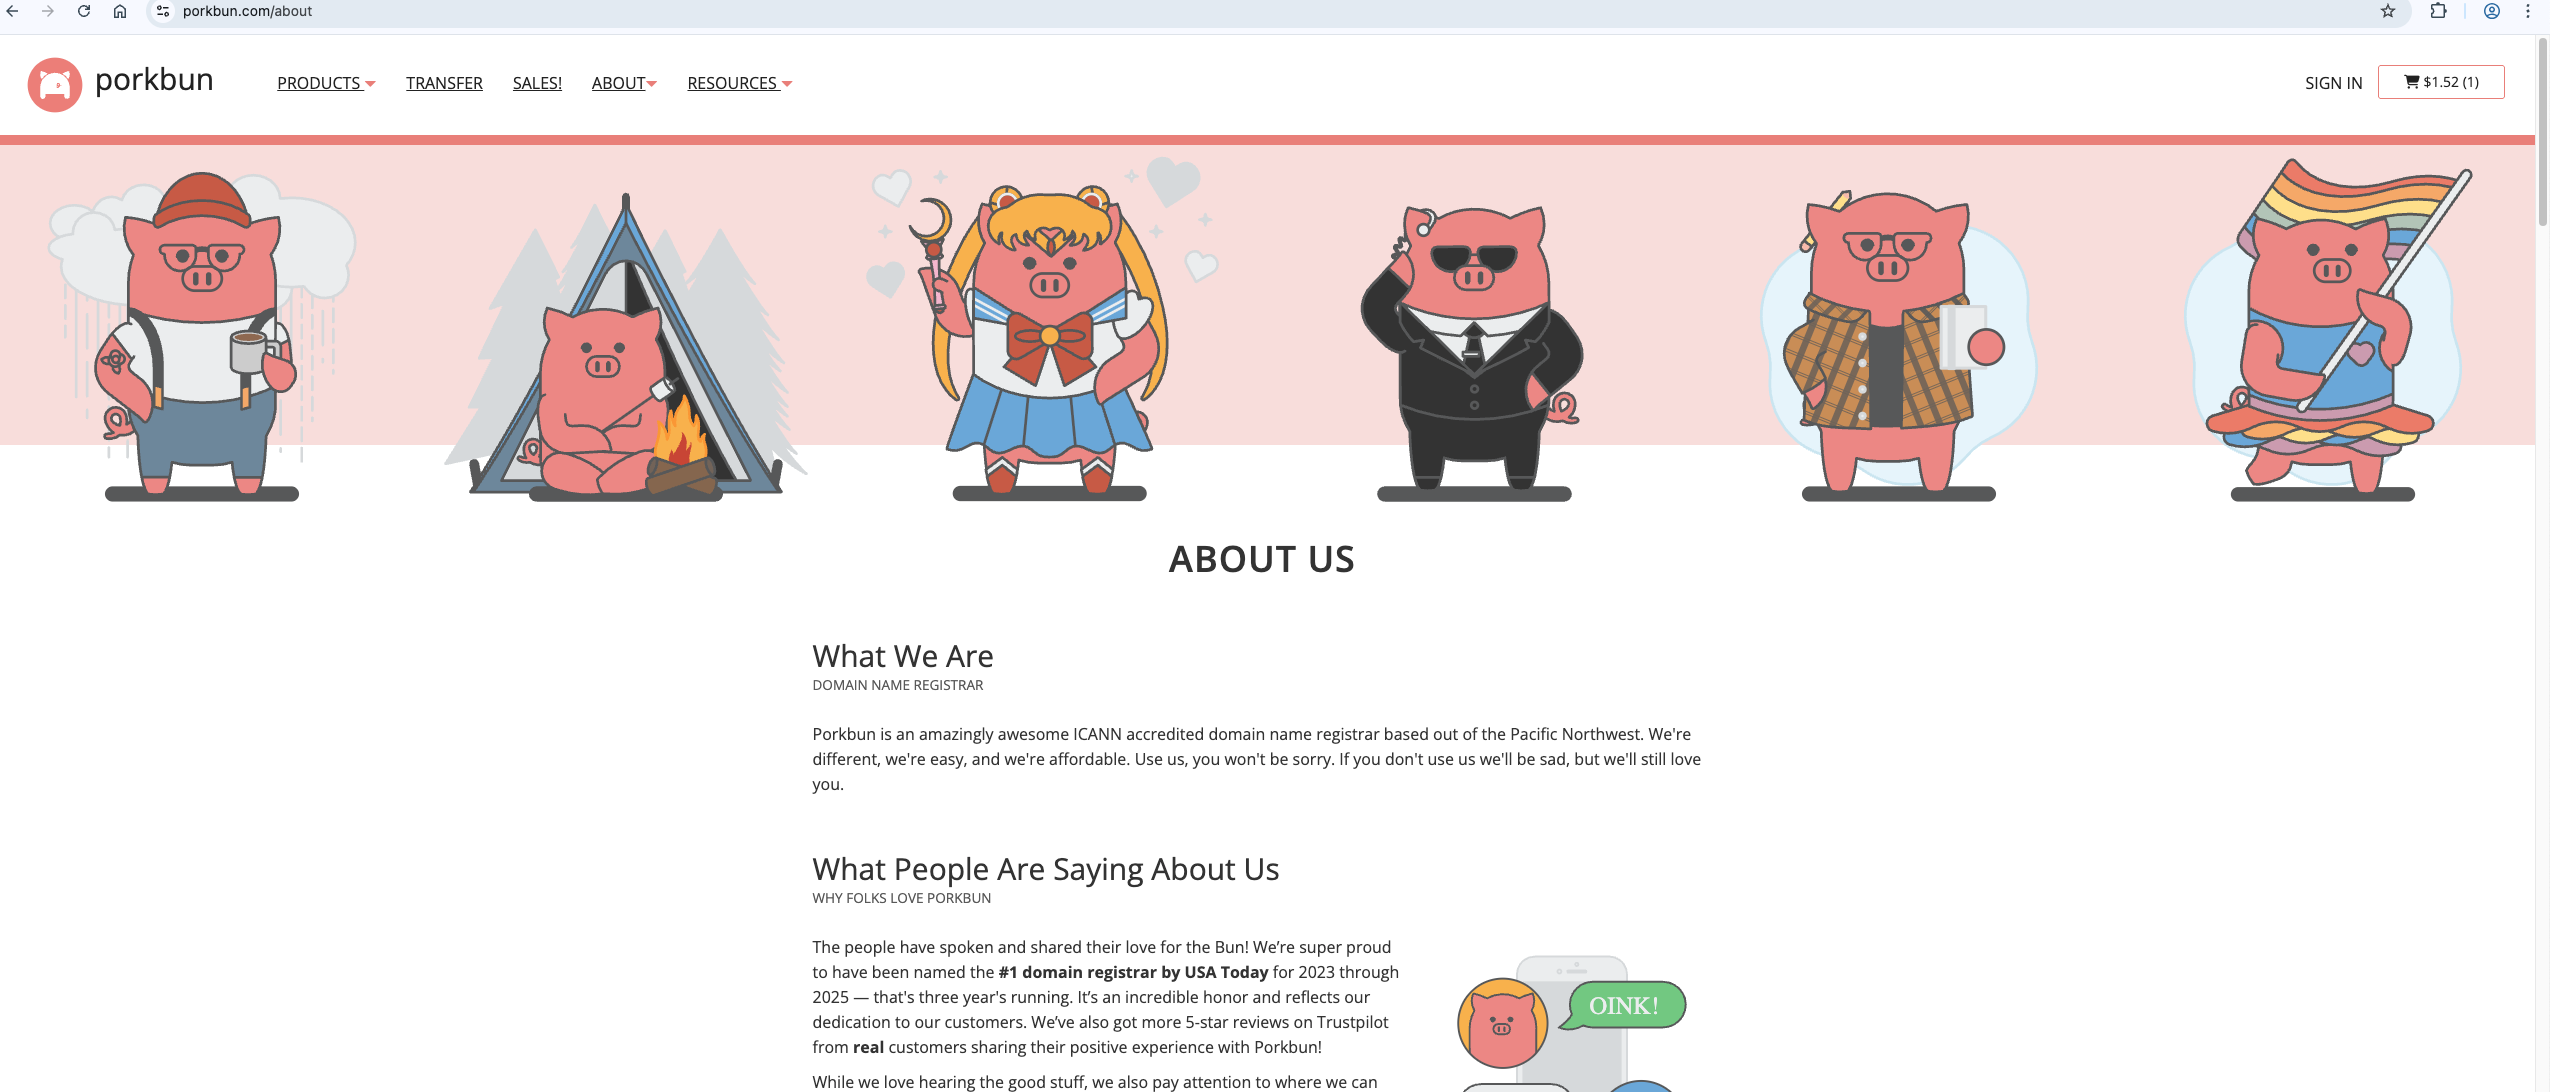 porkbun.com/about
porkbun
PRODUCTS
TRANSFER
SALES!
ABOUT
RESOURCES
SIGN IN
$1.52 (1)
ABOUT US
What We Are
DOMAIN NAME REGISTRAR
Porkbun is an amazingly awesome ICANN accredited domain name registrar based out of the Pacific Northwest. We're
different, we're easy, and we're affordable. Use us, you won't be sorry. If you don't use us we'll be sad, but we'll still love
you.
What People Are Saying About Us
WHY FOLKS LOVE PORKBUN
The people have spoken and shared their love for the Bun! We’re super proud
to have been named the #1 domain registrar by USA Today for 2023 through
2025 — that's three year's running. It’s an incredible honor and reflects our
dedication to our customers. We’ve also got more 5-star reviews on Trustpilot
from real customers sharing their positive experience with Porkbun!
While we love hearing the good stuff, we also pay attention to where we can
OINK!